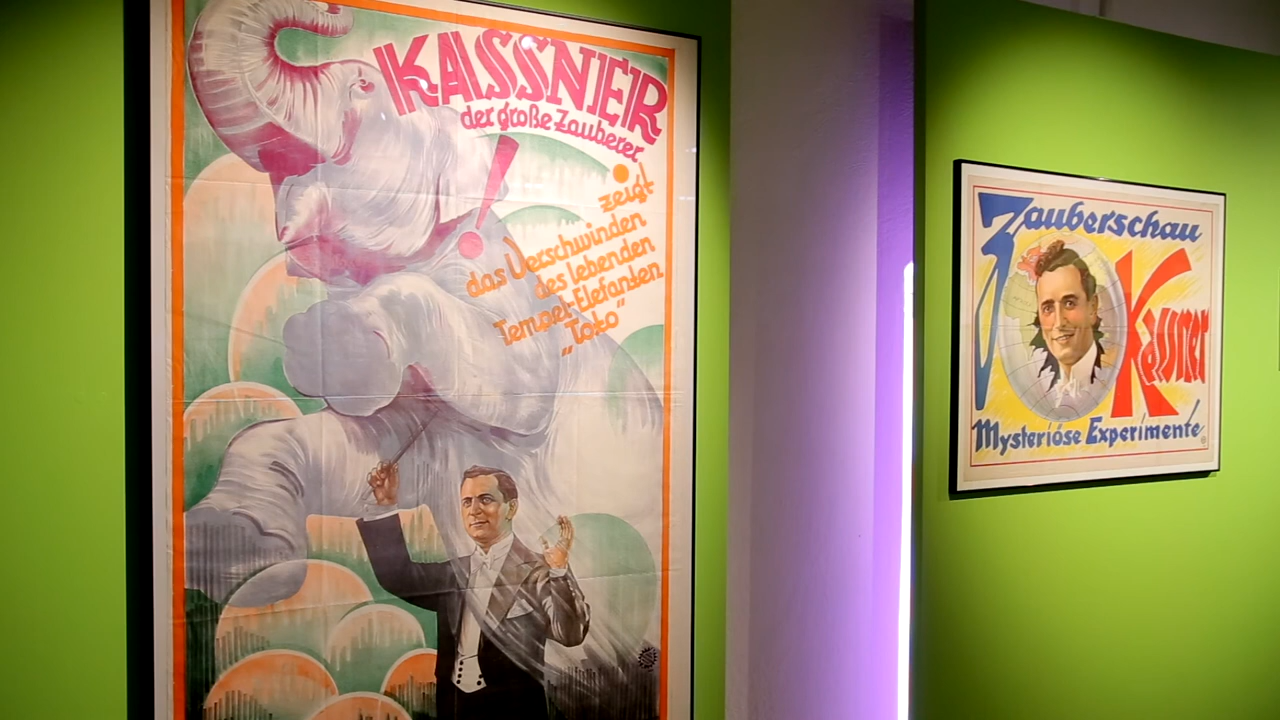 KASSNER
der große Zauberer
!
zeigt
das Verschwinden
des lebenden
Tempel-Elefanten
"Toto"
Zauberschau
Kassner
Mysteriöse Experimente